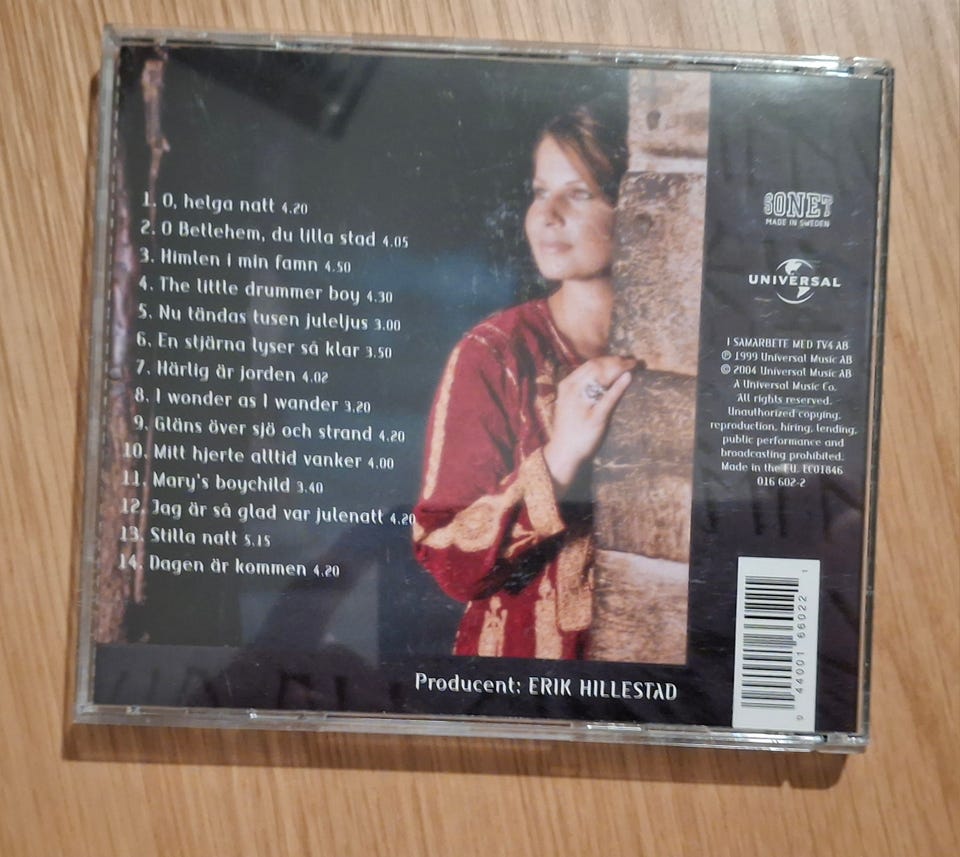 1. O, helga natt 4.20
2. O Betlehem, du lilla stad 4.05
3. Himlen i min famn 4.50
4. The little drummer boy 4.30
5. Nu tändas tusen juleljus 3.00
6. En stjärna lyser så klar 3.50
7. Härlig är jorden 4.02
8. I wonder as I wander 3.20
9. Gläns över sjö och strand 4.20
10. Mitt hjerte alltid vanker 4.00
11. Mary's boychild 3.40
12. Jag är så glad var julenatt 4.20
13. Stilla natt 5.15
14. Dagen är kommen 4.20
Producent: ERIK HILLESTAD
SONET
MADE IN SWEDEN
UNIVERSAL
I SAMARBETE MED TV4 AB
℗ 1999 Universal Music AB
© 2004 Universal Music AB
A Universal Music Co.
All rights reserved.
Unauthorized copying,
reproduction, hiring, lending,
public performance and
broadcasting prohibited.
Made in the EU. LC01846
016 602-2
9 44001 66022 1